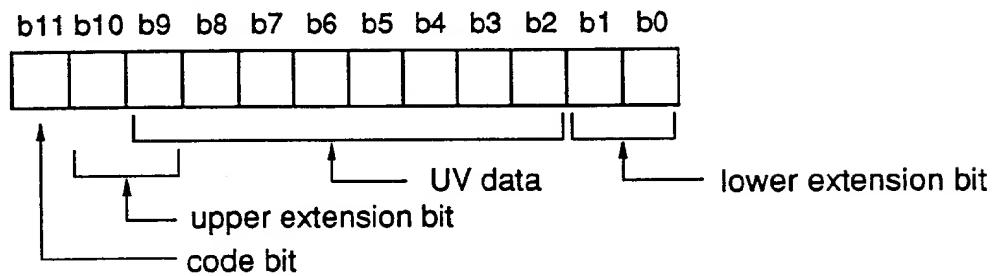 b11 b10 b9 b8 b7 b6 b5 b4 b3 b2 b1 b0
UV data
lower extension bit
upper extension bit
code bit